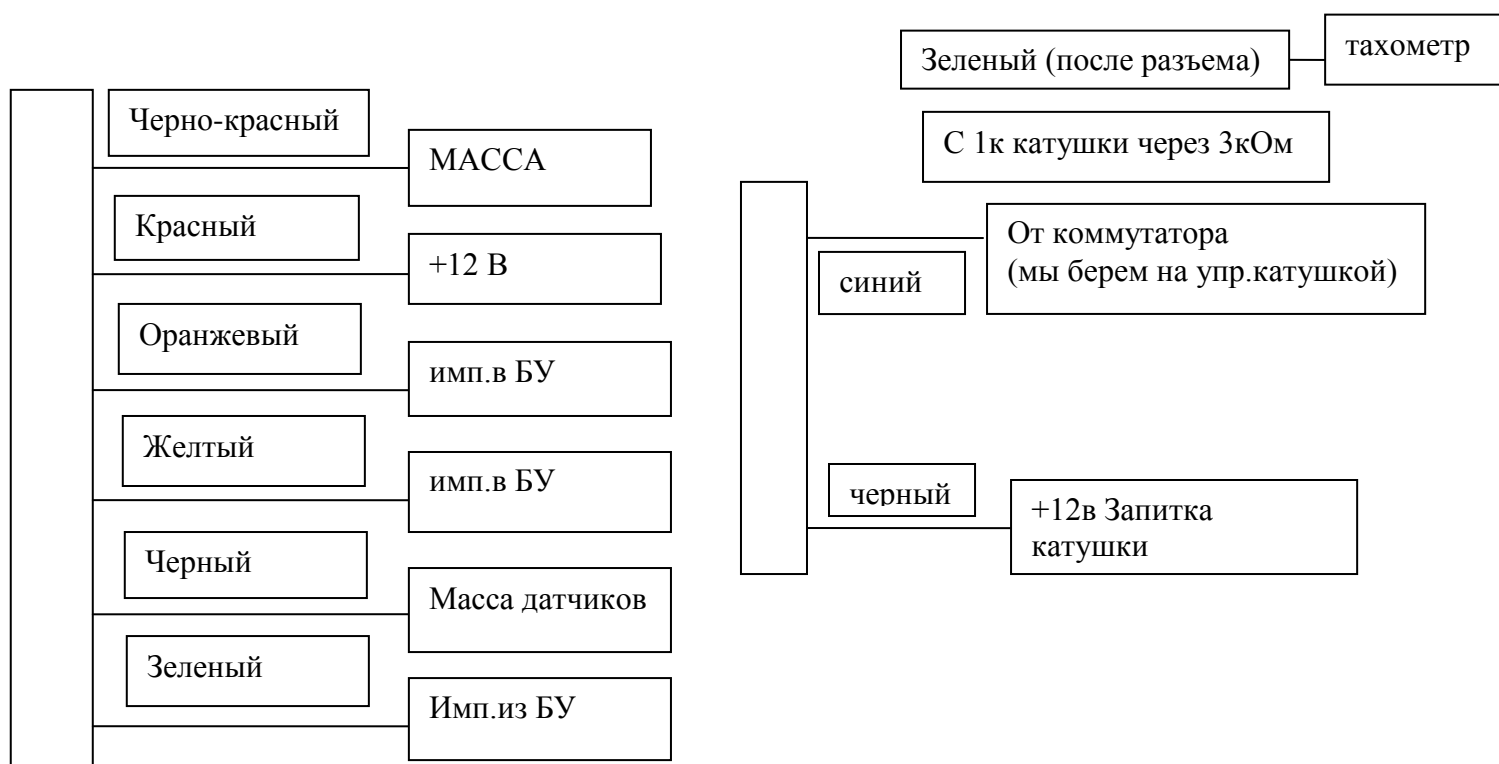 Зеленый (после разъема)
тахометр
С 1к катушки через 3кОм
Черно-красный
МАССА
Красный
+12 В
Оранжевый
имп.в БУ
Желтый
имп.в БУ
Черный
Масса датчиков
Зеленый
Имп.из БУ
От коммутатора
(мы берем на упр.катушкой)
синий
черный
+12в Запитка
катушки